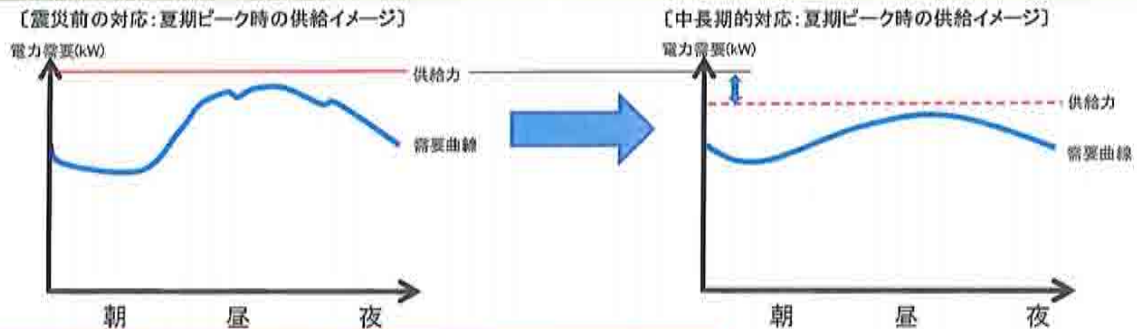 〔震災前の対応:夏期ピーク時の供給イメージ〕
電力需要(kW)
供給力
需要曲線
朝 昼 夜
〔中長期的対応:夏期ピーク時の供給イメージ〕
電力需要(kW)
供給力
需要曲線
朝 昼 夜